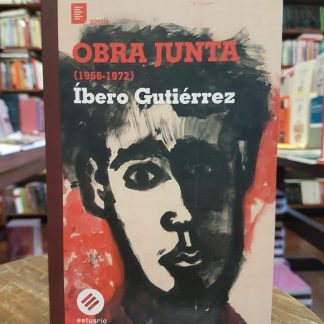 poesía
OBRA JUNTA
(1966-1972)
Íbero Gutiérrez
estuario